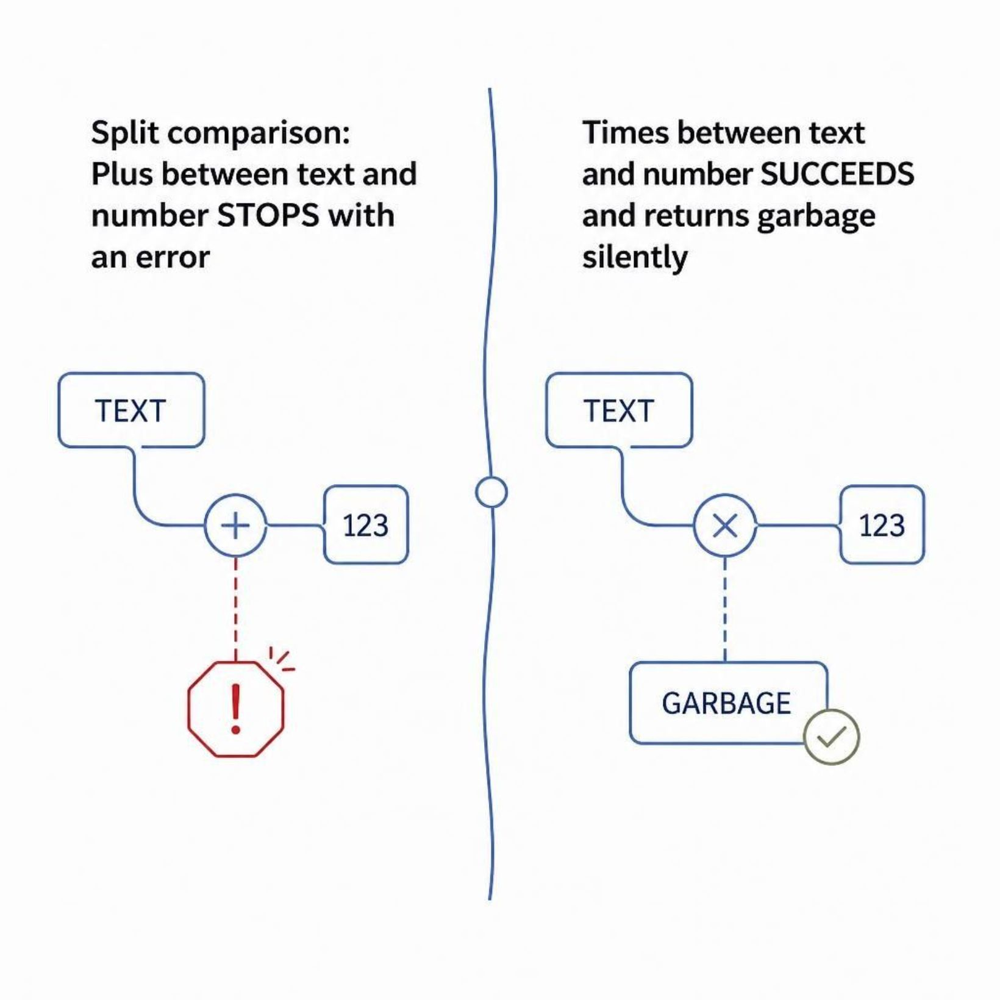 Split comparison:
Plus between text and
number STOPS with
an error
TEXT
+
123
!
Times between text
and number SUCCEEDS
and returns garbage
silently
TEXT
×
123
GARBAGE